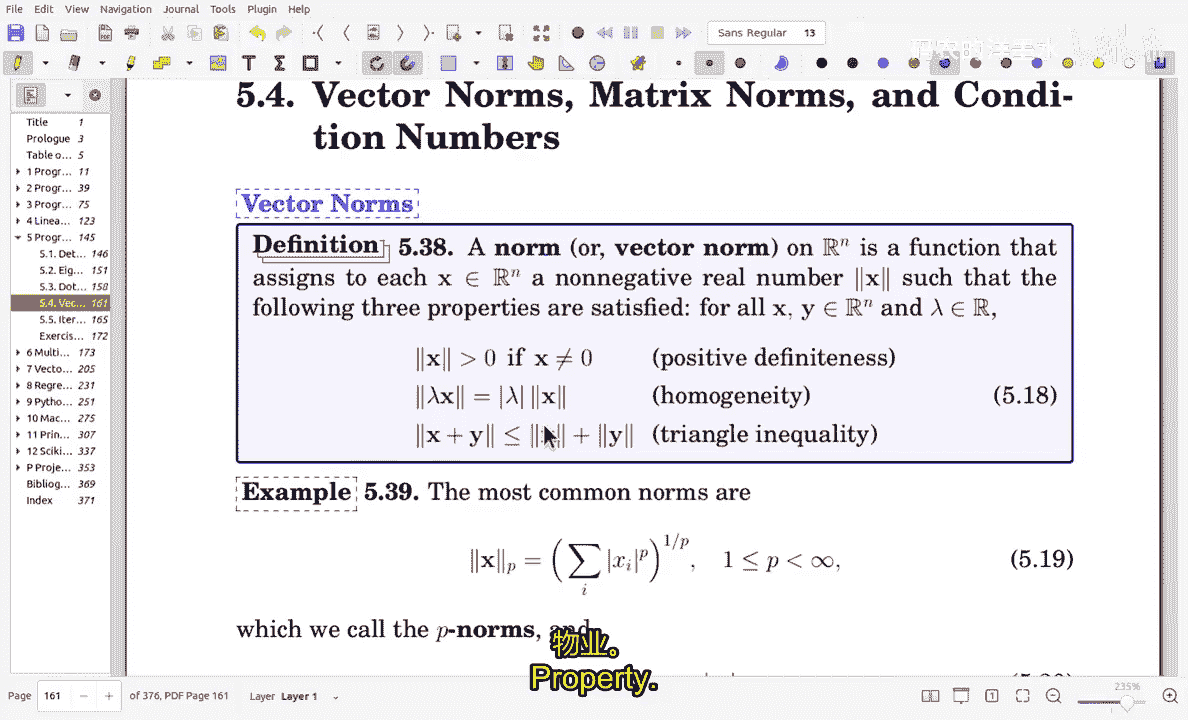 File Edit View Navigation Journal Tools Plugin Help
Sans Regular 13
Title 1
Prologue 3
Table o... 5
1 Progr... 11
2 Progr... 39
3 Progr... 75
4 Linea... 123
5 Progr... 145
5.1. Det... 146
5.2. Eig... 151
5.3. Dot... 158
5.4. Vec... 161
5.5. Iter... 165
Exercis... 172
6 Multi... 173
7 Vecto... 205
8 Regre... 231
9 Pytho... 251
10 Mac... 275
11 Prin... 307
12 Sciki... 337
P Proje... 353
Bibliog... 369
Index 371
5.4. Vector Norms, Matrix Norms, and Condi-
tion Numbers
Vector Norms
Definition 5.38. A norm (or, vector norm) on ℝⁿ is a function that
assigns to each x ∈ ℝⁿ a nonnegative real number ‖x‖ such that the
following three properties are satisfied: for all x, y ∈ ℝⁿ and λ ∈ ℝ,
‖x‖ > 0 if x ≠ 0 (positive definiteness)
‖λx‖ = |λ| ‖x‖ (homogeneity) (5.18)
‖x + y‖ ≤ ‖x‖ + ‖y‖ (triangle inequality)
Example 5.39. The most common norms are
‖x‖ₚ = (∑ᵢ |xᵢ|ᵖ)^{1/p}, 1 ≤ p < ∞, (5.19)
which we call the p-norms, and
物业。
Property.
Page 161 − + of 376, PDF Page 161 Layer Layer 1 235%